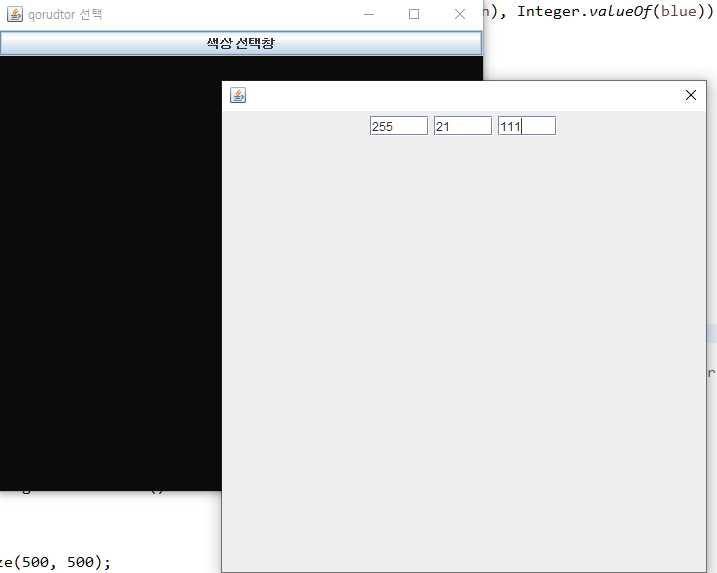 qorudtor 선택
), Integer.valueOf(blue))
색상 선택창
255 21 111
ze(500, 500);